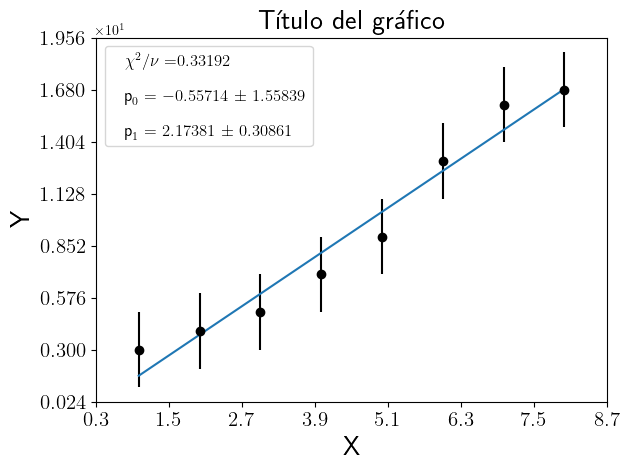 Título del gráfico
×10¹
χ²/ν =0.33192
p₀ = −0.55714 ± 1.55839
p₁ = 2.17381 ± 0.30861
1.956
1.680
1.404
1.128
0.852
0.576
0.300
0.024
Y
0.3 1.5 2.7 3.9 5.1 6.3 7.5 8.7
X